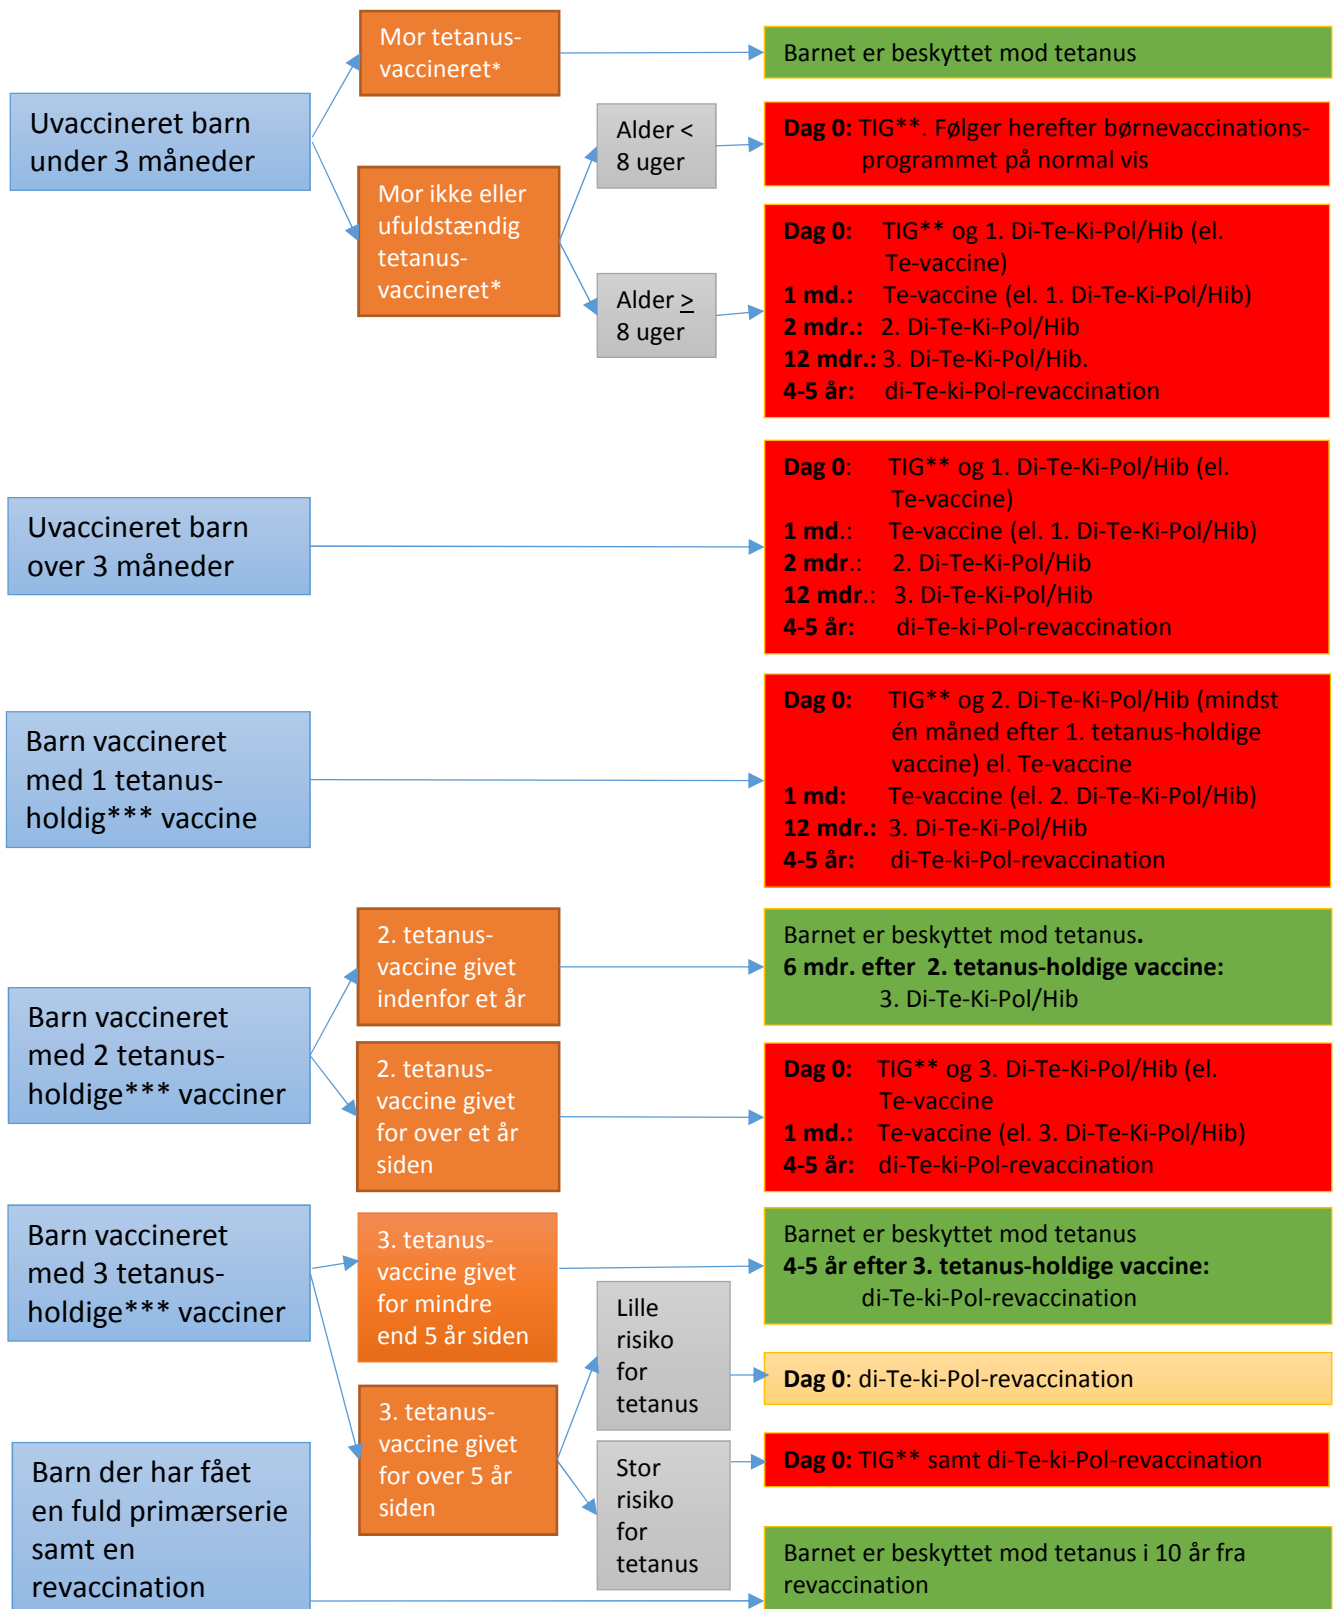 Uvaccineret barn
under 3 måneder
Mor tetanus-
vaccineret*
Barnet er beskyttet mod tetanus
Mor ikke eller
ufuldstændig
tetanus-
vaccineret*
Alder <
8 uger
Dag 0: TIG**. Følger herefter børnevaccinations-
programmet på normal vis
Alder ≥
8 uger
Dag 0: TIG** og 1. Di-Te-Ki-Pol/Hib (el.
Te-vaccine)
1 md.: Te-vaccine (el. 1. Di-Te-Ki-Pol/Hib)
2 mdr.: 2. Di-Te-Ki-Pol/Hib
12 mdr.: 3. Di-Te-Ki-Pol/Hib.
4-5 år: di-Te-ki-Pol-revaccination
Uvaccineret barn
over 3 måneder
Dag 0: TIG** og 1. Di-Te-Ki-Pol/Hib (el.
Te-vaccine)
1 md.: Te-vaccine (el. 1. Di-Te-Ki-Pol/Hib)
2 mdr.: 2. Di-Te-Ki-Pol/Hib
12 mdr.: 3. Di-Te-Ki-Pol/Hib
4-5 år: di-Te-ki-Pol-revaccination
Barn vaccineret
med 1 tetanus-
holdig*** vaccine
Dag 0: TIG** og 2. Di-Te-Ki-Pol/Hib (mindst
én måned efter 1. tetanus-holdige
vaccine) el. Te-vaccine
1 md: Te-vaccine (el. 2. Di-Te-Ki-Pol/Hib)
12 mdr.: 3. Di-Te-Ki-Pol/Hib
4-5 år: di-Te-ki-Pol-revaccination
Barn vaccineret
med 2 tetanus-
holdige*** vacciner
2. tetanus-
vaccine givet
indenfor et år
Barnet er beskyttet mod tetanus.
6 mdr. efter 2. tetanus-holdige vaccine:
3. Di-Te-Ki-Pol/Hib
2. tetanus-
vaccine givet
for over et år
siden
Dag 0: TIG** og 3. Di-Te-Ki-Pol/Hib (el.
Te-vaccine
1 md.: Te-vaccine (el. 3. Di-Te-Ki-Pol/Hib)
4-5 år: di-Te-ki-Pol-revaccination
Barn vaccineret
med 3 tetanus-
holdige*** vacciner
3. tetanus-
vaccine givet
for mindre
end 5 år siden
Barnet er beskyttet mod tetanus
4-5 år efter 3. tetanus-holdige vaccine:
di-Te-ki-Pol-revaccination
3. tetanus-
vaccine givet
for over 5 år
siden
Lille
risiko
for
tetanus
Dag 0: di-Te-ki-Pol-revaccination
Stor
risiko
for
tetanus
Dag 0: TIG** samt di-Te-ki-Pol-revaccination
Barn der har fået
en fuld primærserie
samt en
revaccination
Barnet er beskyttet mod tetanus i 10 år fra
revaccination